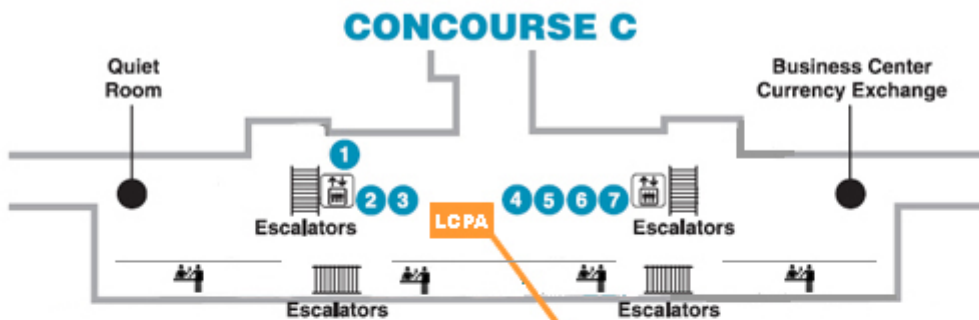 CONCOURSE C
Quiet
Room
Business Center
Currency Exchange
1
2 3
4 5 6 7
Escalators
LCPA
Escalators
Escalators
Escalators